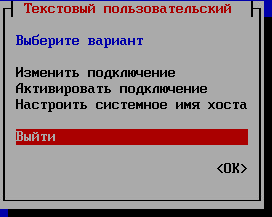 Текстовый пользовательский
Выберите вариант
Изменить подключение
Активировать подключение
Настроить системное имя хоста
Выйти
<OK>